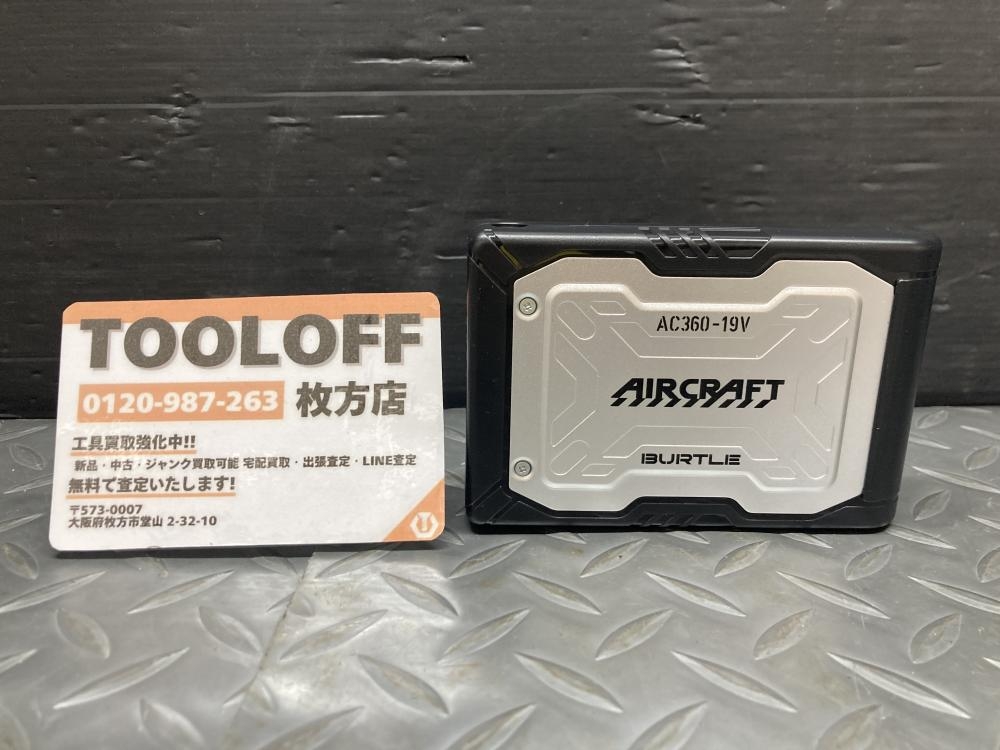 TOOLOFF
0120-987-263 枚方店
工具買取強化中!!
新品・中古・ジャンク買取可能 宅配買取・出張査定・LINE査定
無料で査定いたします!
〒573-0007
大阪府枚方市堂山 2-32-10
AC360-19V
AIRCRAFT
BURTLE